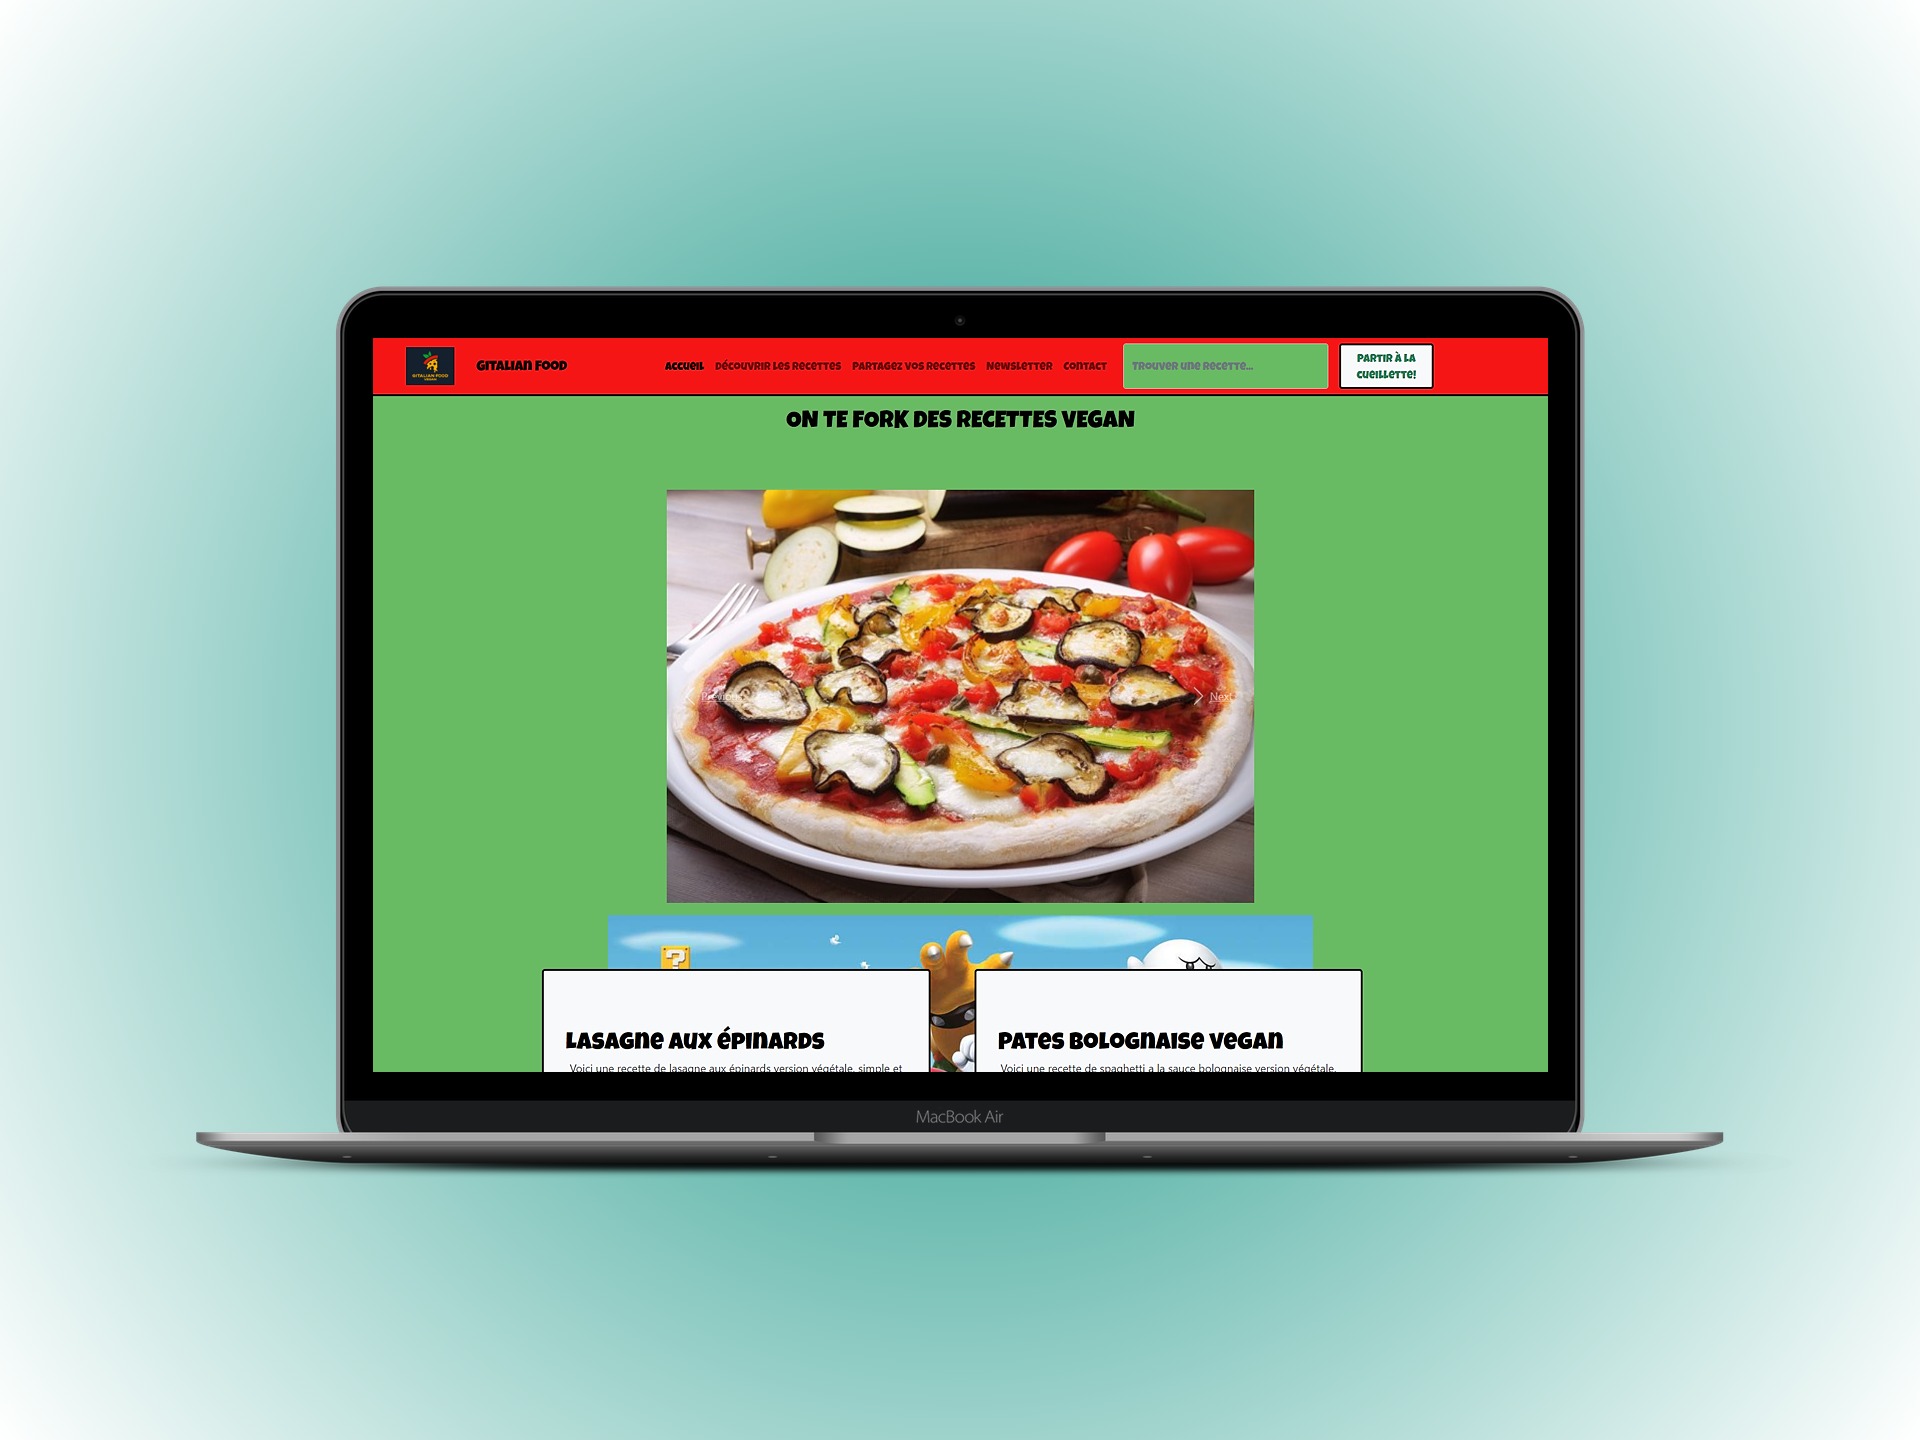 GITALIAN FOOD
VEGAN
GITALIAN FOOD
ACCUEIL
DÉCOUVRIR LES RECETTES
PARTAGEZ VOS RECETTES
NEWSLETTER
CONTACT
TROUVER UNE RECETTE...
PARTIR À LA
CUEILLETTE!
ON TE FORK DES RECETTES VEGAN
Previous
Next
?
LASAGNE AUX ÉPINARDS
PATES BOLOGNAISE VEGAN
Voici une recette de lasagne aux épinards version végétale, simple et
Voici une recette de spaghetti a la sauce bolognaise version végétale,
MacBook Air